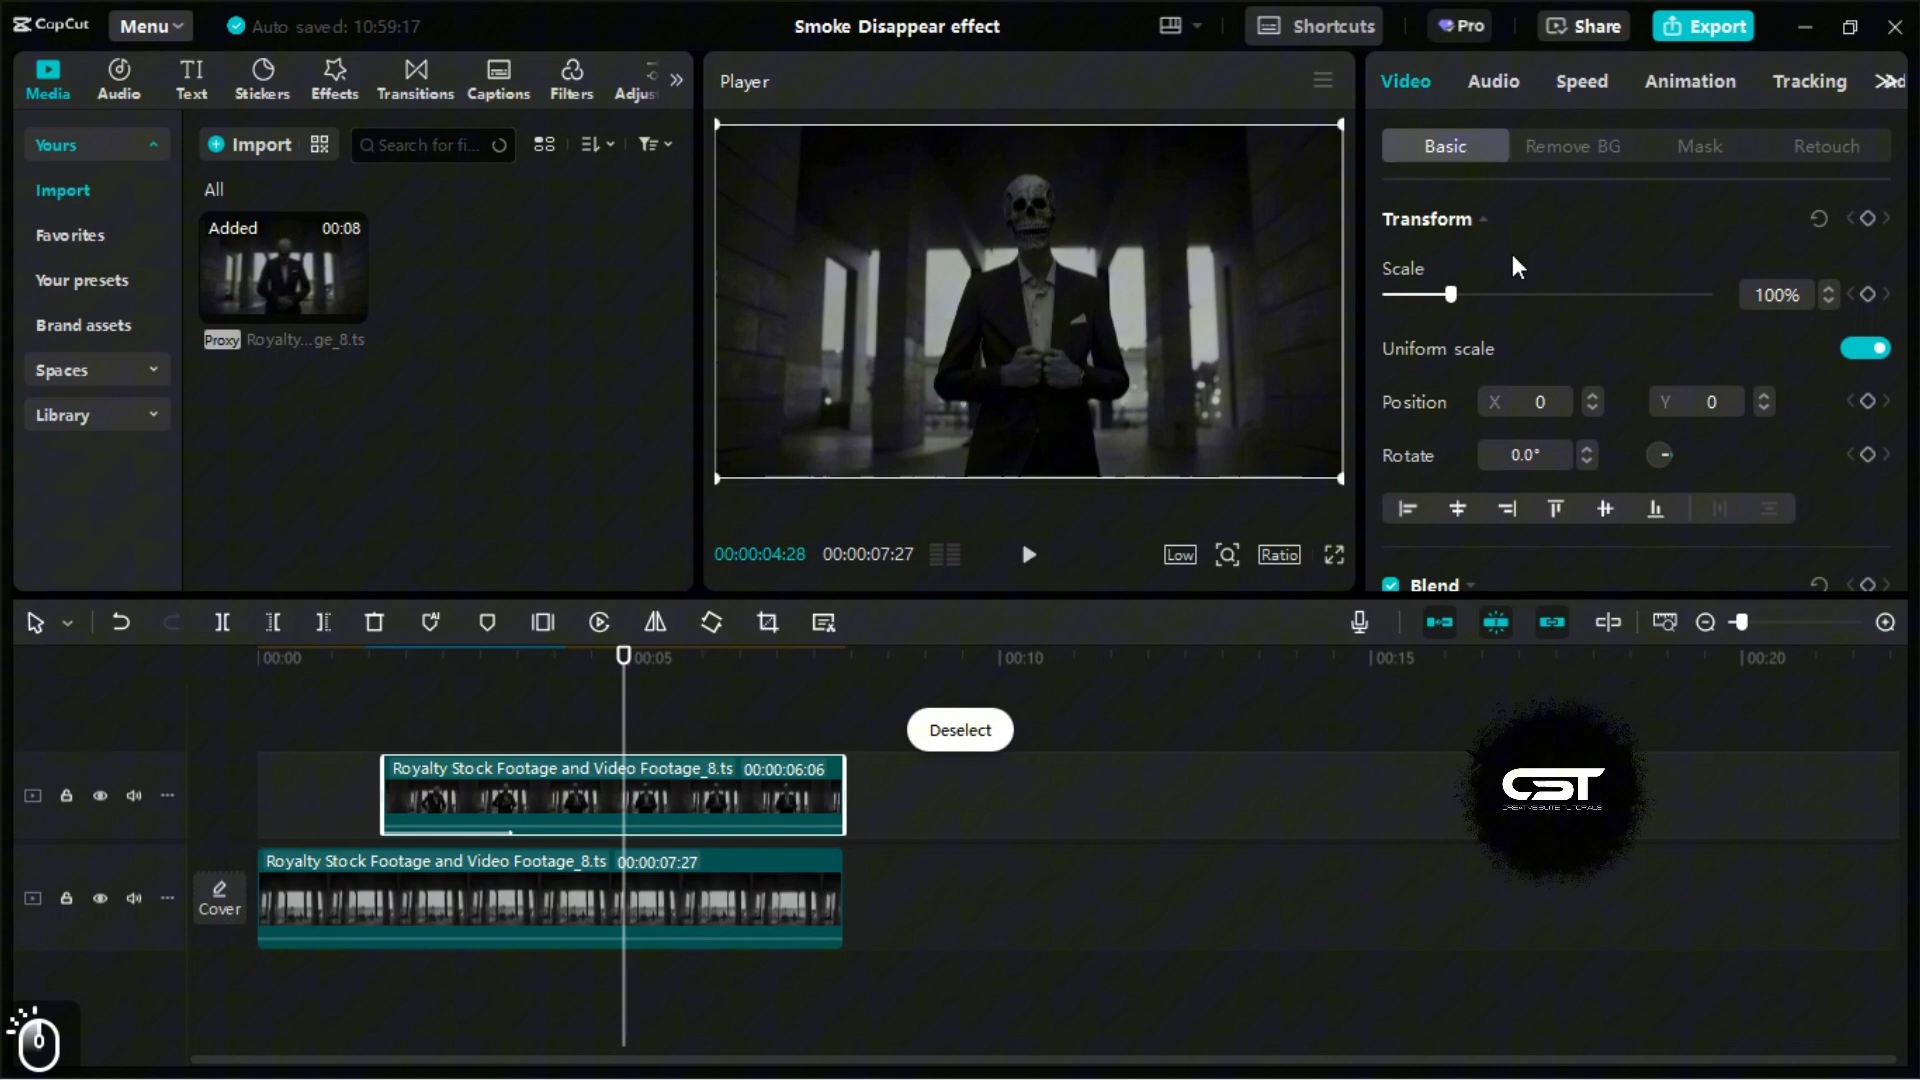 CapCut
Menu
Auto saved: 10:59:17
Smoke Disappear effect
Shortcuts
Pro
Share
Export
Media
Audio
Text
Stickers
Effects
Transitions
Captions
Filters
Adjus
Player
Video
Audio
Speed
Animation
Tracking
Yours
Import
Search for fi...
Basic
Remove BG
Mask
Retouch
Import
All
Favorites
Your presets
Brand assets
Spaces
Library
Added
00:08
Proxy
Royalty...ge_8.ts
Transform
Scale
100%
Uniform scale
Position
X 0
Y 0
Rotate
0.0°
00:00:04:28
00:00:07:27
Low
Ratio
Blend
00:00
00:05
00:10
00:15
00:20
Deselect
Royalty Stock Footage and Video Footage_8.ts 00:00:06:06
CST
CREATIVE SUITE TUTORIALS
Royalty Stock Footage and Video Footage_8.ts 00:00:07:27
Cover